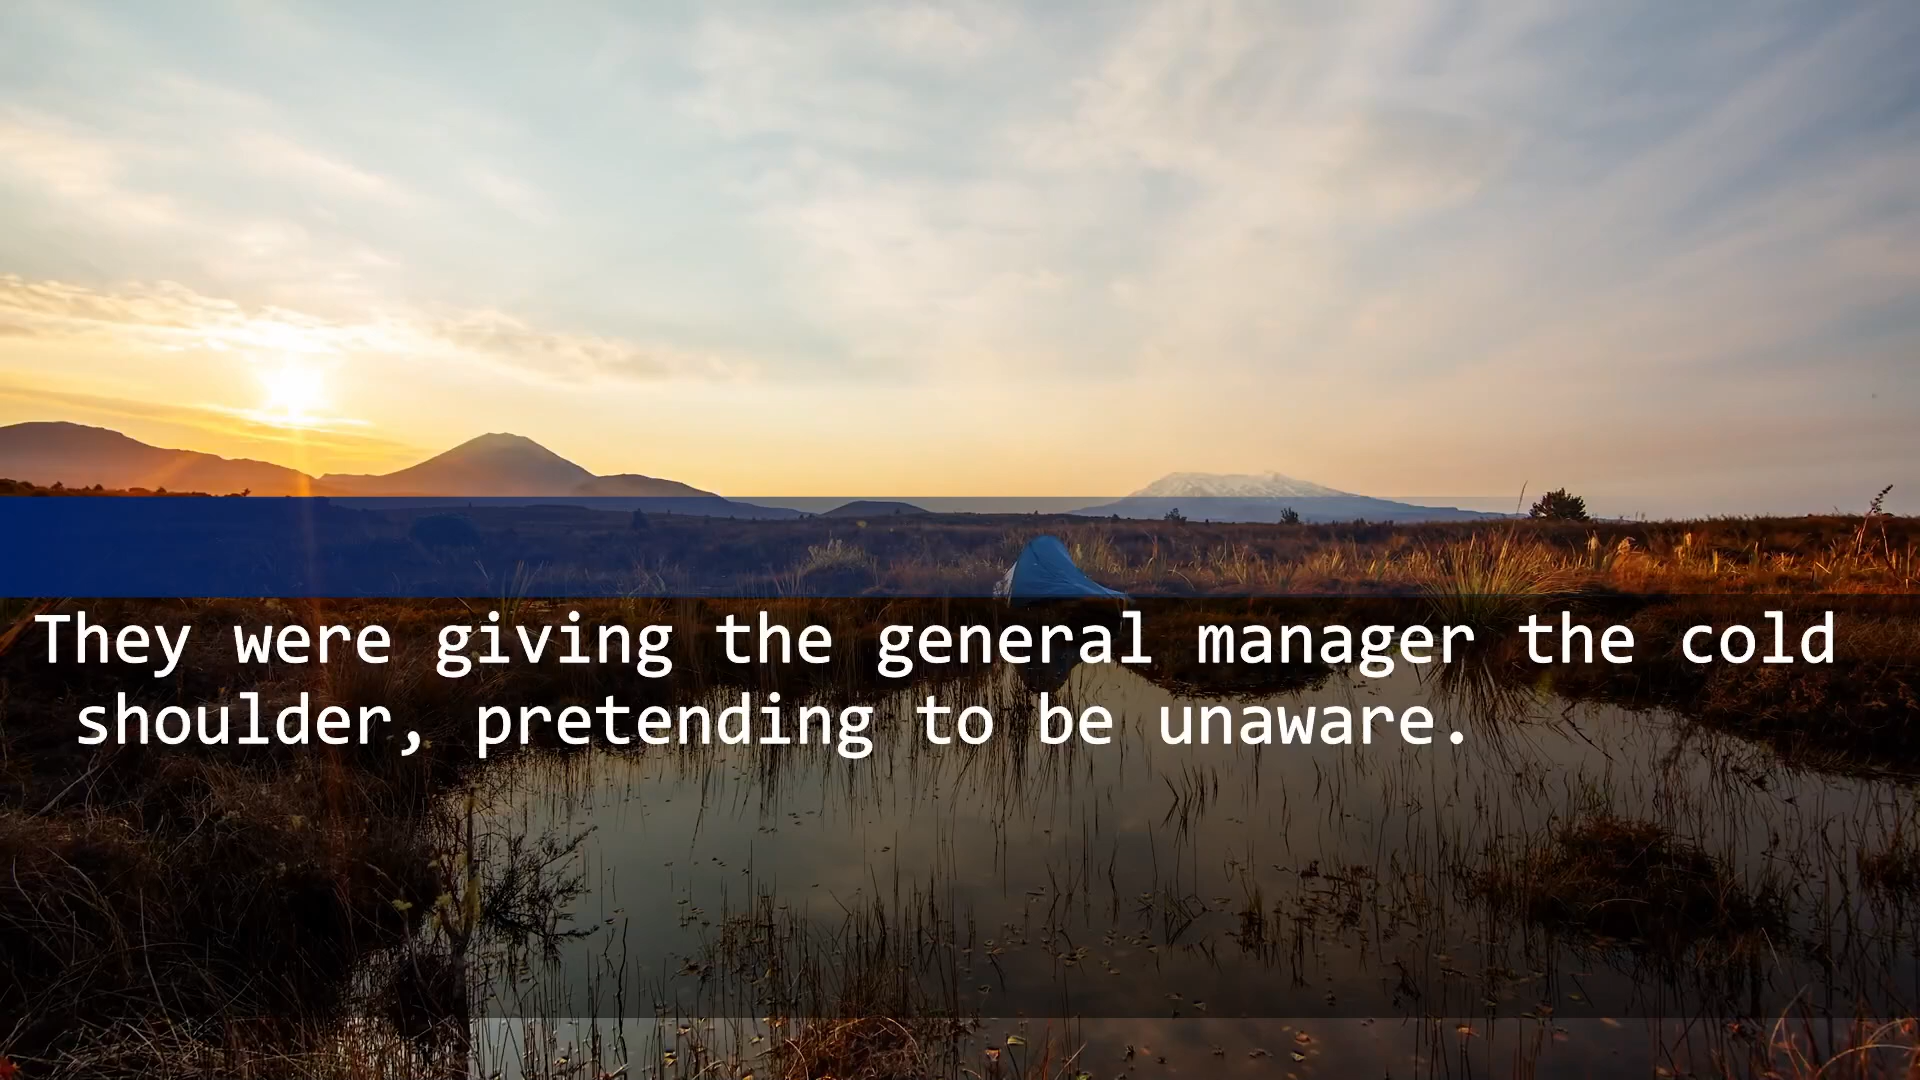 They were giving the general manager the cold
shoulder, pretending to be unaware.